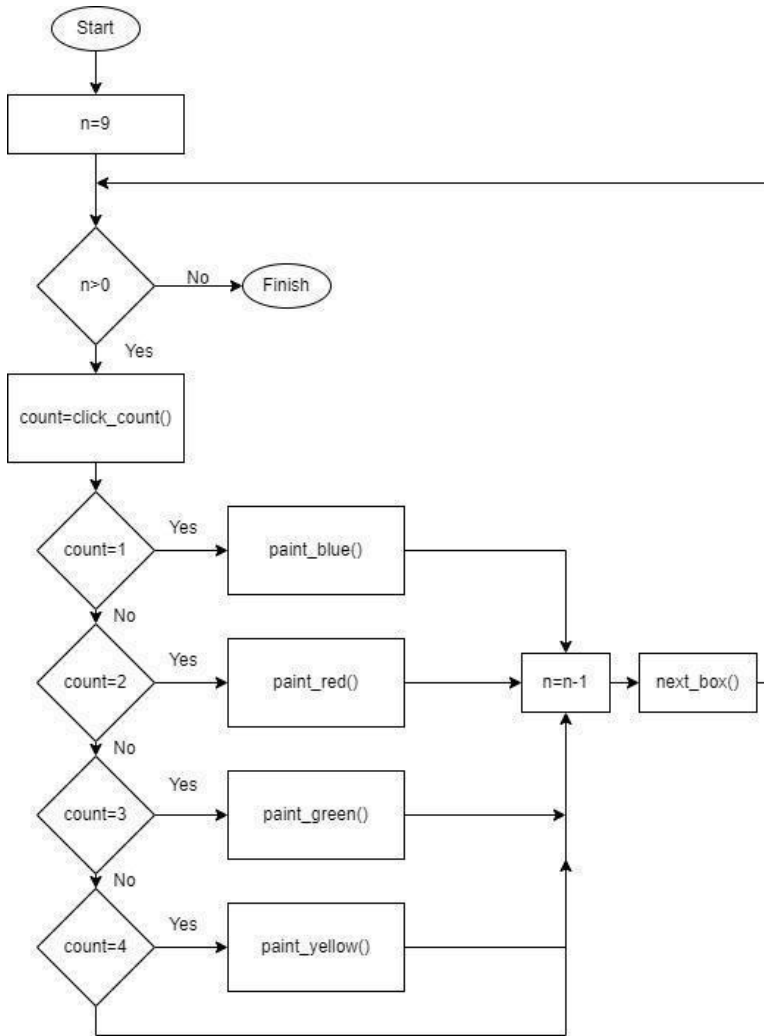 Start
n=9
n>0
No
Finish
Yes
count=click_count()
count=1
Yes
paint_blue()
No
count=2
Yes
paint_red()
n=n-1
next_box()
No
count=3
Yes
paint_green()
No
count=4
Yes
paint_yellow()